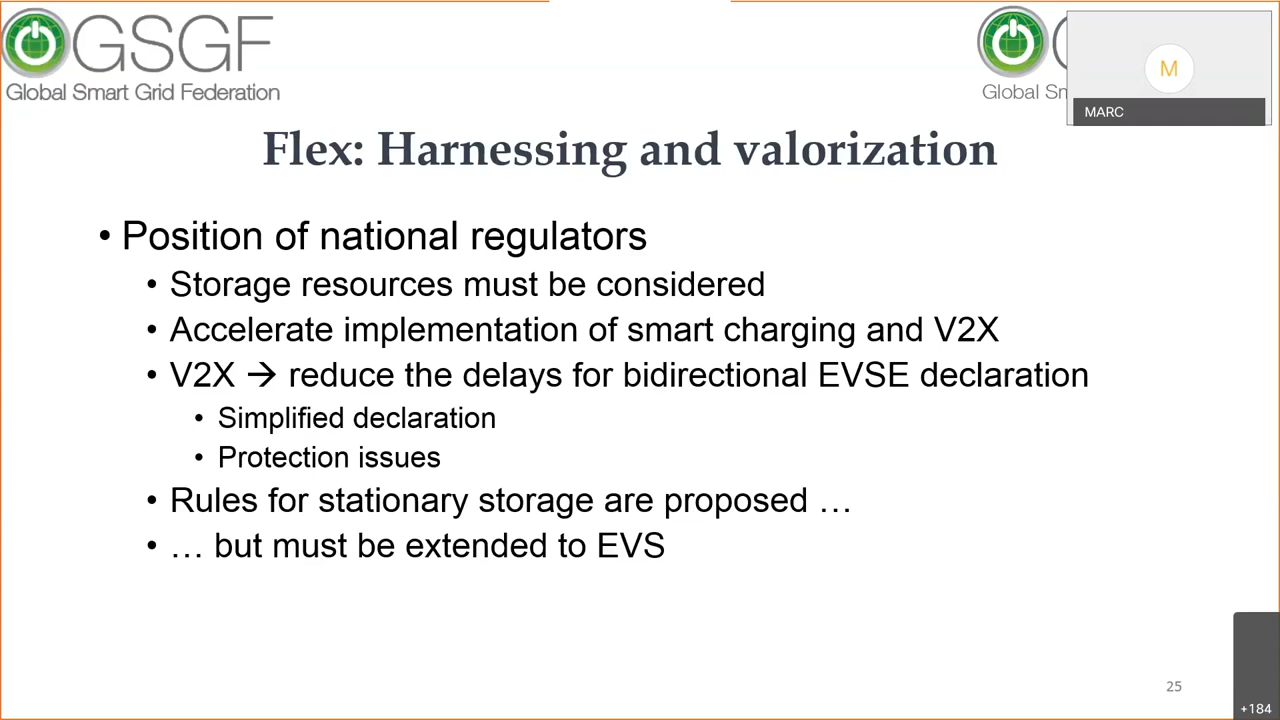 GSGF
Global Smart Grid Federation
Global Sm
M
MARC
Flex: Harnessing and valorization
• Position of national regulators
• Storage resources must be considered
• Accelerate implementation of smart charging and V2X
• V2X → reduce the delays for bidirectional EVSE declaration
• Simplified declaration
• Protection issues
• Rules for stationary storage are proposed …
• … but must be extended to EVS
25
+184